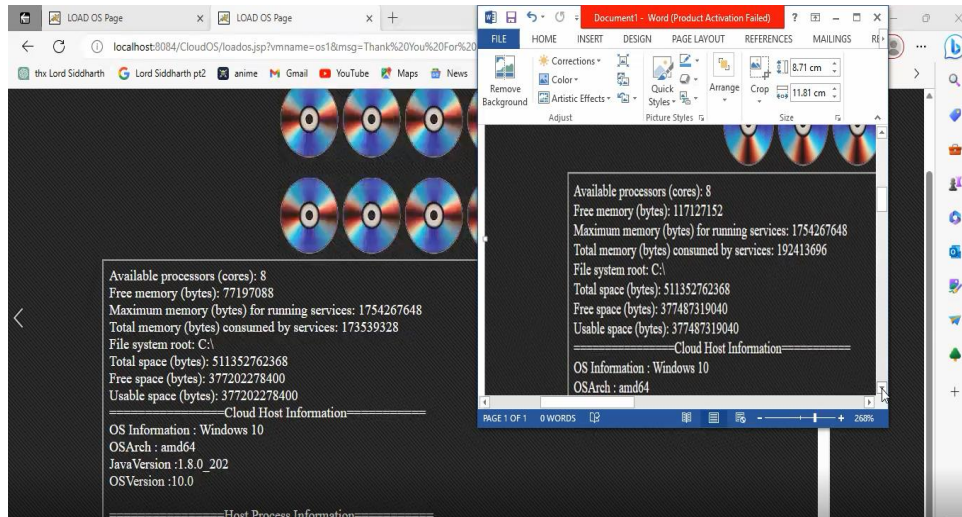 LOAD OS Page
LOAD OS Page
localhost:8084/CloudOS/loados.jsp?vmname=os1&msg=Thank%20You%20For%20
thx Lord Siddharth
Lord Siddharth pt2
anime
Gmail
YouTube
Maps
News
Available processors (cores): 8
Free memory (bytes): 77197088
Maximum memory (bytes) for running services: 1754267648
Total memory (bytes) consumed by services: 173539328
File system root: C:\
Total space (bytes): 511352762368
Free space (bytes): 377202278400
Usable space (bytes): 377202278400
===================Cloud Host Information=============
OS Information : Windows 10
OSArch : amd64
JavaVersion :1.8.0_202
OSVersion :10.0
===================Host Process Information=============
Document1 - Word (Product Activation Failed)
FILE
HOME
INSERT
DESIGN
PAGE LAYOUT
REFERENCES
MAILINGS
Remove
Background
Corrections
Color
Artistic Effects
Adjust
Quick
Styles
Picture Styles
Arrange
Crop
8.71 cm
11.81 cm
Size
Available processors (cores): 8
Free memory (bytes): 117127152
Maximum memory (bytes) for running services: 1754267648
Total memory (bytes) consumed by services: 192413696
File system root: C:\
Total space (bytes): 511352762368
Free space (bytes): 377487319040
Usable space (bytes): 377487319040
================Cloud Host Information===========
OS Information : Windows 10
OSArch : amd64
PAGE 1 OF 1
0 WORDS
268%